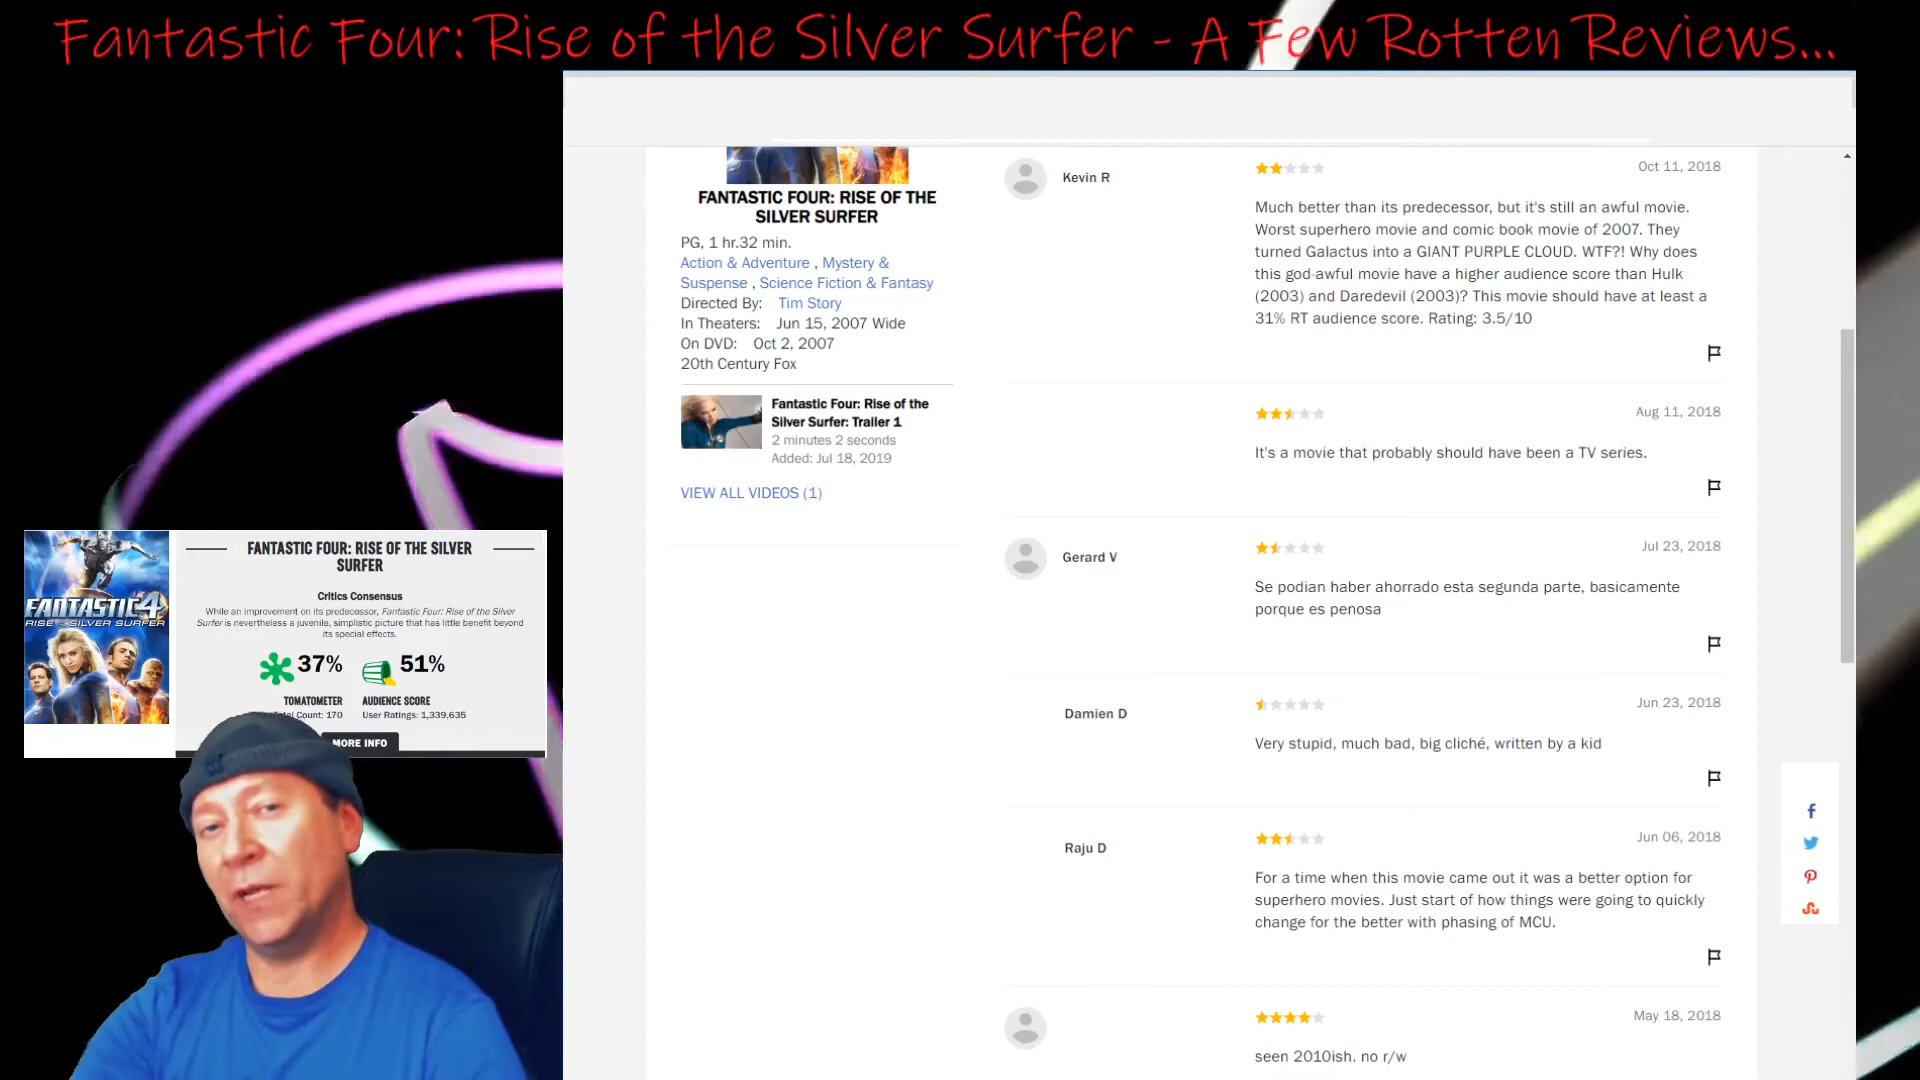 Fantastic Four: Rise of the Silver Surfer - A Few Rotten Reviews...
FANTASTIC FOUR: RISE OF THE
SILVER SURFER
PG, 1 hr.32 min.
Action & Adventure , Mystery &
Suspense , Science Fiction & Fantasy
Directed By: Tim Story
In Theaters: Jun 15, 2007 Wide
On DVD: Oct 2, 2007
20th Century Fox
Fantastic Four: Rise of the
Silver Surfer: Trailer 1
2 minutes 2 seconds
Added: Jul 18, 2019
VIEW ALL VIDEOS (1)
Kevin R
Oct 11, 2018
Much better than its predecessor, but it's still an awful movie.
Worst superhero movie and comic book movie of 2007. They
turned Galactus into a GIANT PURPLE CLOUD. WTF?! Why does
this god-awful movie have a higher audience score than Hulk
(2003) and Daredevil (2003)? This movie should have at least a
31% RT audience score. Rating: 3.5/10
Aug 11, 2018
It's a movie that probably should have been a TV series.
Gerard V
Jul 23, 2018
Se podian haber ahorrado esta segunda parte, basicamente
porque es penosa
Damien D
Jun 23, 2018
Very stupid, much bad, big cliché, written by a kid
Raju D
Jun 06, 2018
For a time when this movie came out it was a better option for
superhero movies. Just start of how things were going to quickly
change for the better with phasing of MCU.
May 18, 2018
seen 2010ish. no r/w
FANTASTIC 4
RISE OF THE SILVER SURFER
FANTASTIC FOUR: RISE OF THE SILVER
SURFER
Critics Consensus
While an improvement on its predecessor, Fantastic Four: Rise of the Silver
Surfer is nevertheless a juvenile, simplistic picture that has little benefit beyond
its special effects.
37% 51%
TOMATOMETER AUDIENCE SCORE
Count: 170 User Ratings: 1,339,635
MORE INFO